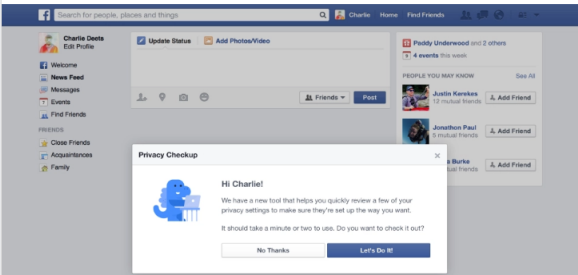 f Search for people, places and things Charlie Home Find Friends
Charlie Deets
Edit Profile
Welcome
News Feed
Messages
Events
Find Friends
FRIENDS
Close Friends
Acquaintances
Family
Update Status Add Photos/Video
Friends Post
Paddy Underwood and 2 others
4 events this week
PEOPLE YOU MAY KNOW See All
Justin Kerekes
12 mutual friends
Add Friend
Jonathon Paul
5 mutual friends
Add Friend
Burke
mutual friends
Add Friend
Privacy Checkup
Hi Charlie!
We have a new tool that helps you quickly review a few of your
privacy settings to make sure they're set up the way you want.
It should take a minute or two to use. Do you want to check it out?
No Thanks Let's Do It!